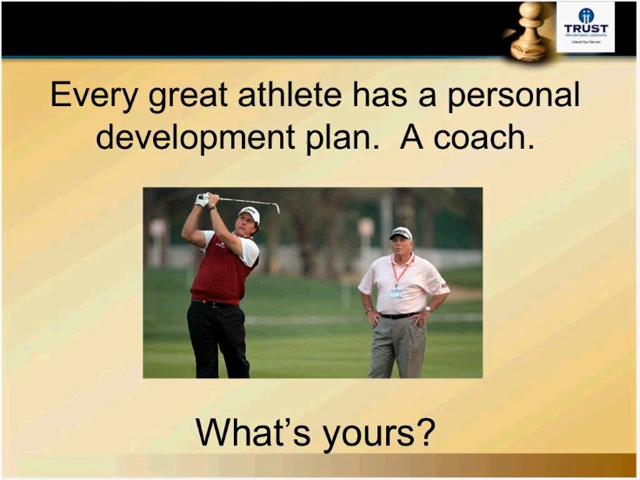 TRUST
Every great athlete has a personal
development plan.  A coach.
What's yours?